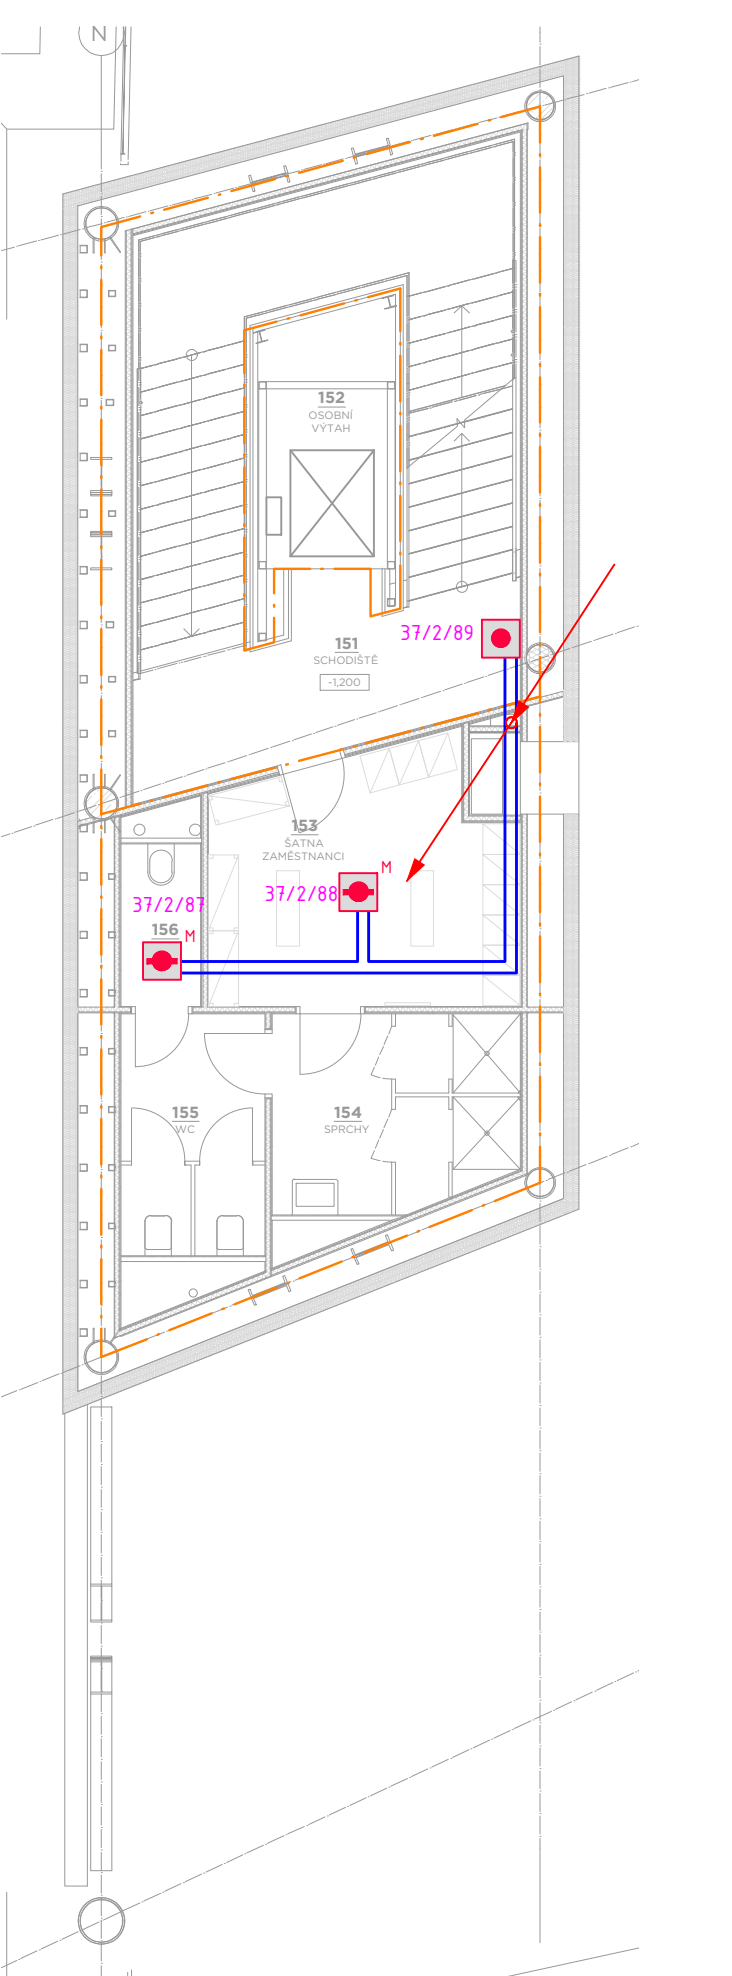 N
152
OSOBNÍ
VÝTAH
N
37/2/89
151
SCHODIŠTĚ
-1,200
153
ŠATNA
ZAMĚSTNANCI
M
37/2/88
37/2/87
156
M
155
WC
154
SPRCHY